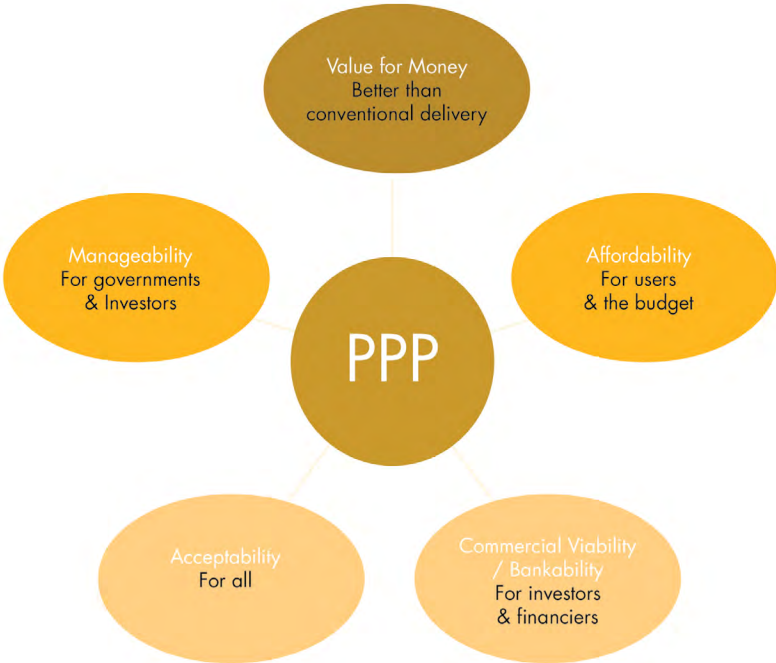 Value for Money
Better than
conventional delivery
Manageability
For governments
& Investors
Affordability
For users
& the budget
PPP
Acceptability
For all
Commercial Viability
/ Bankability
For investors
& financiers